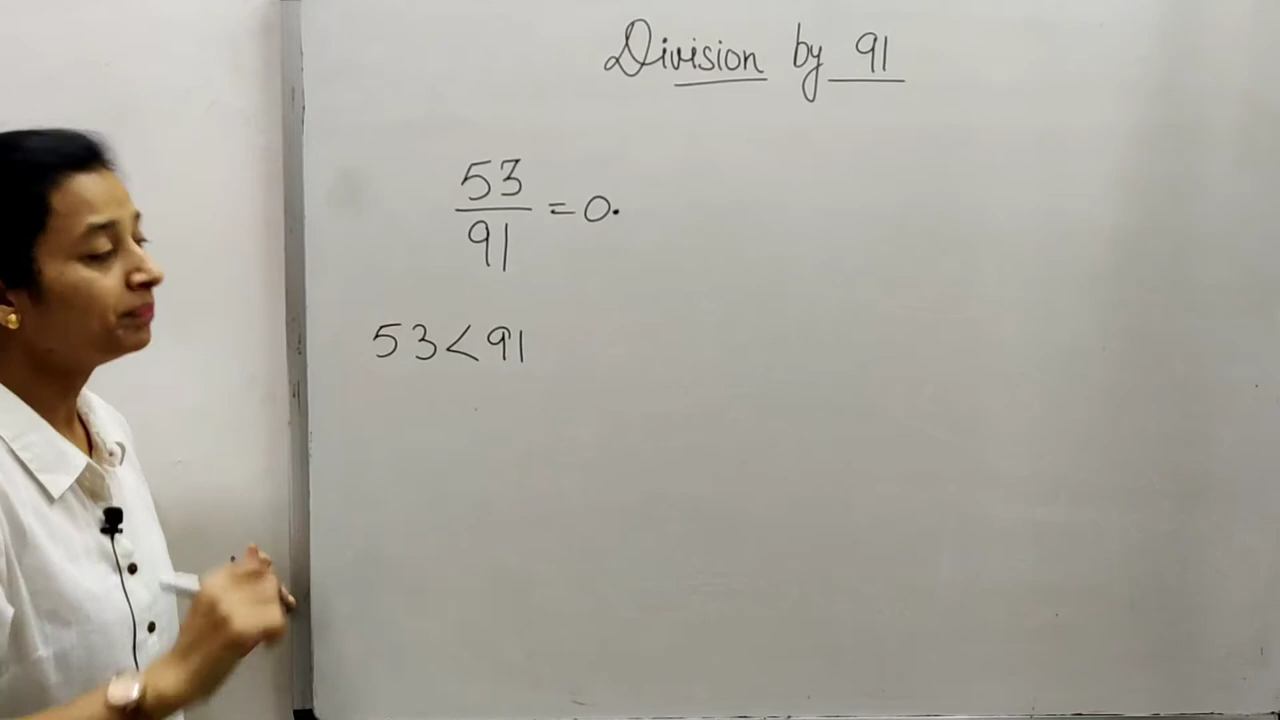 Division by 91
53
91
= 0.
53 < 91